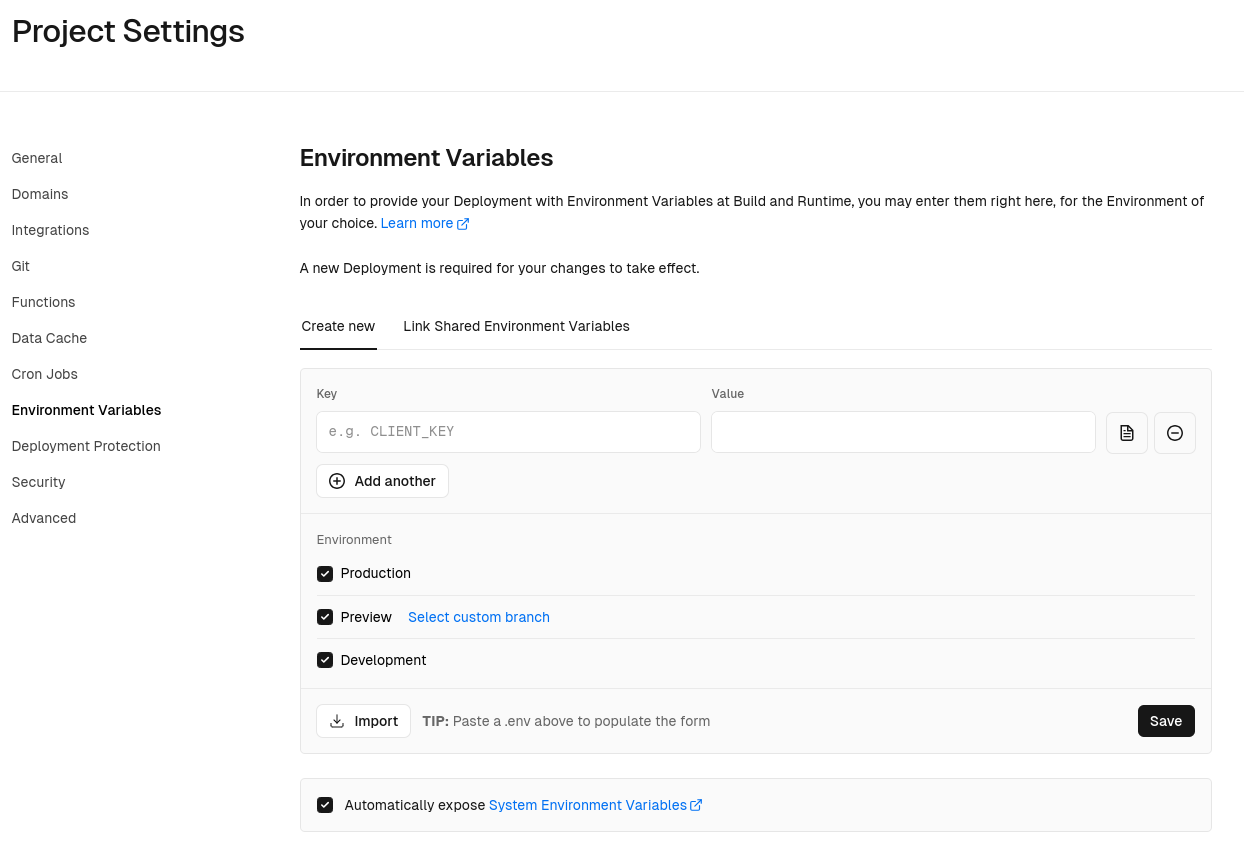 Project Settings
General
Domains
Integrations
Git
Functions
Data Cache
Cron Jobs
Environment Variables
Deployment Protection
Security
Advanced
Environment Variables
In order to provide your Deployment with Environment Variables at Build and Runtime, you may enter them right here, for the Environment of
your choice. Learn more
A new Deployment is required for your changes to take effect.
Create new Link Shared Environment Variables
Key Value
e.g. CLIENT_KEY
Add another
Environment
Production
Preview Select custom branch
Development
Import TIP: Paste a .env above to populate the form Save
Automatically expose System Environment Variables